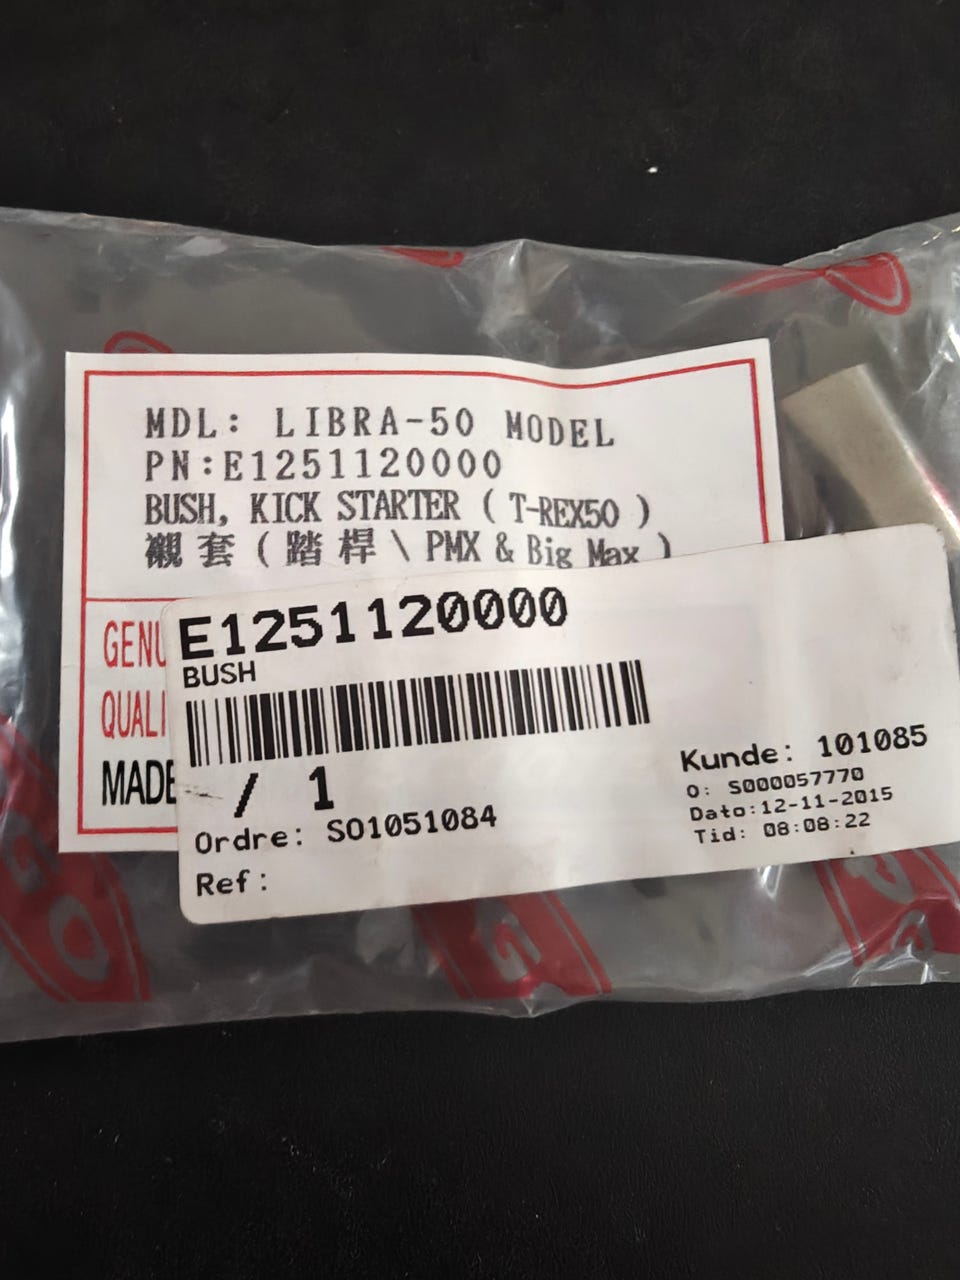 MDL: LIBRA-50 MODEL
PN:E1251120000
BUSH, KICK STARTER ( T-REX50 )
襯 套 ( 踏 桿 \ PMX & Big Max )
GENU
QUALI
MADE
E1251120000
BUSH
/ 1
Ordre: SO1051084
Ref:
Kunde: 101085
O: S000057770
Dato:12-11-2015
Tid: 08:08:22